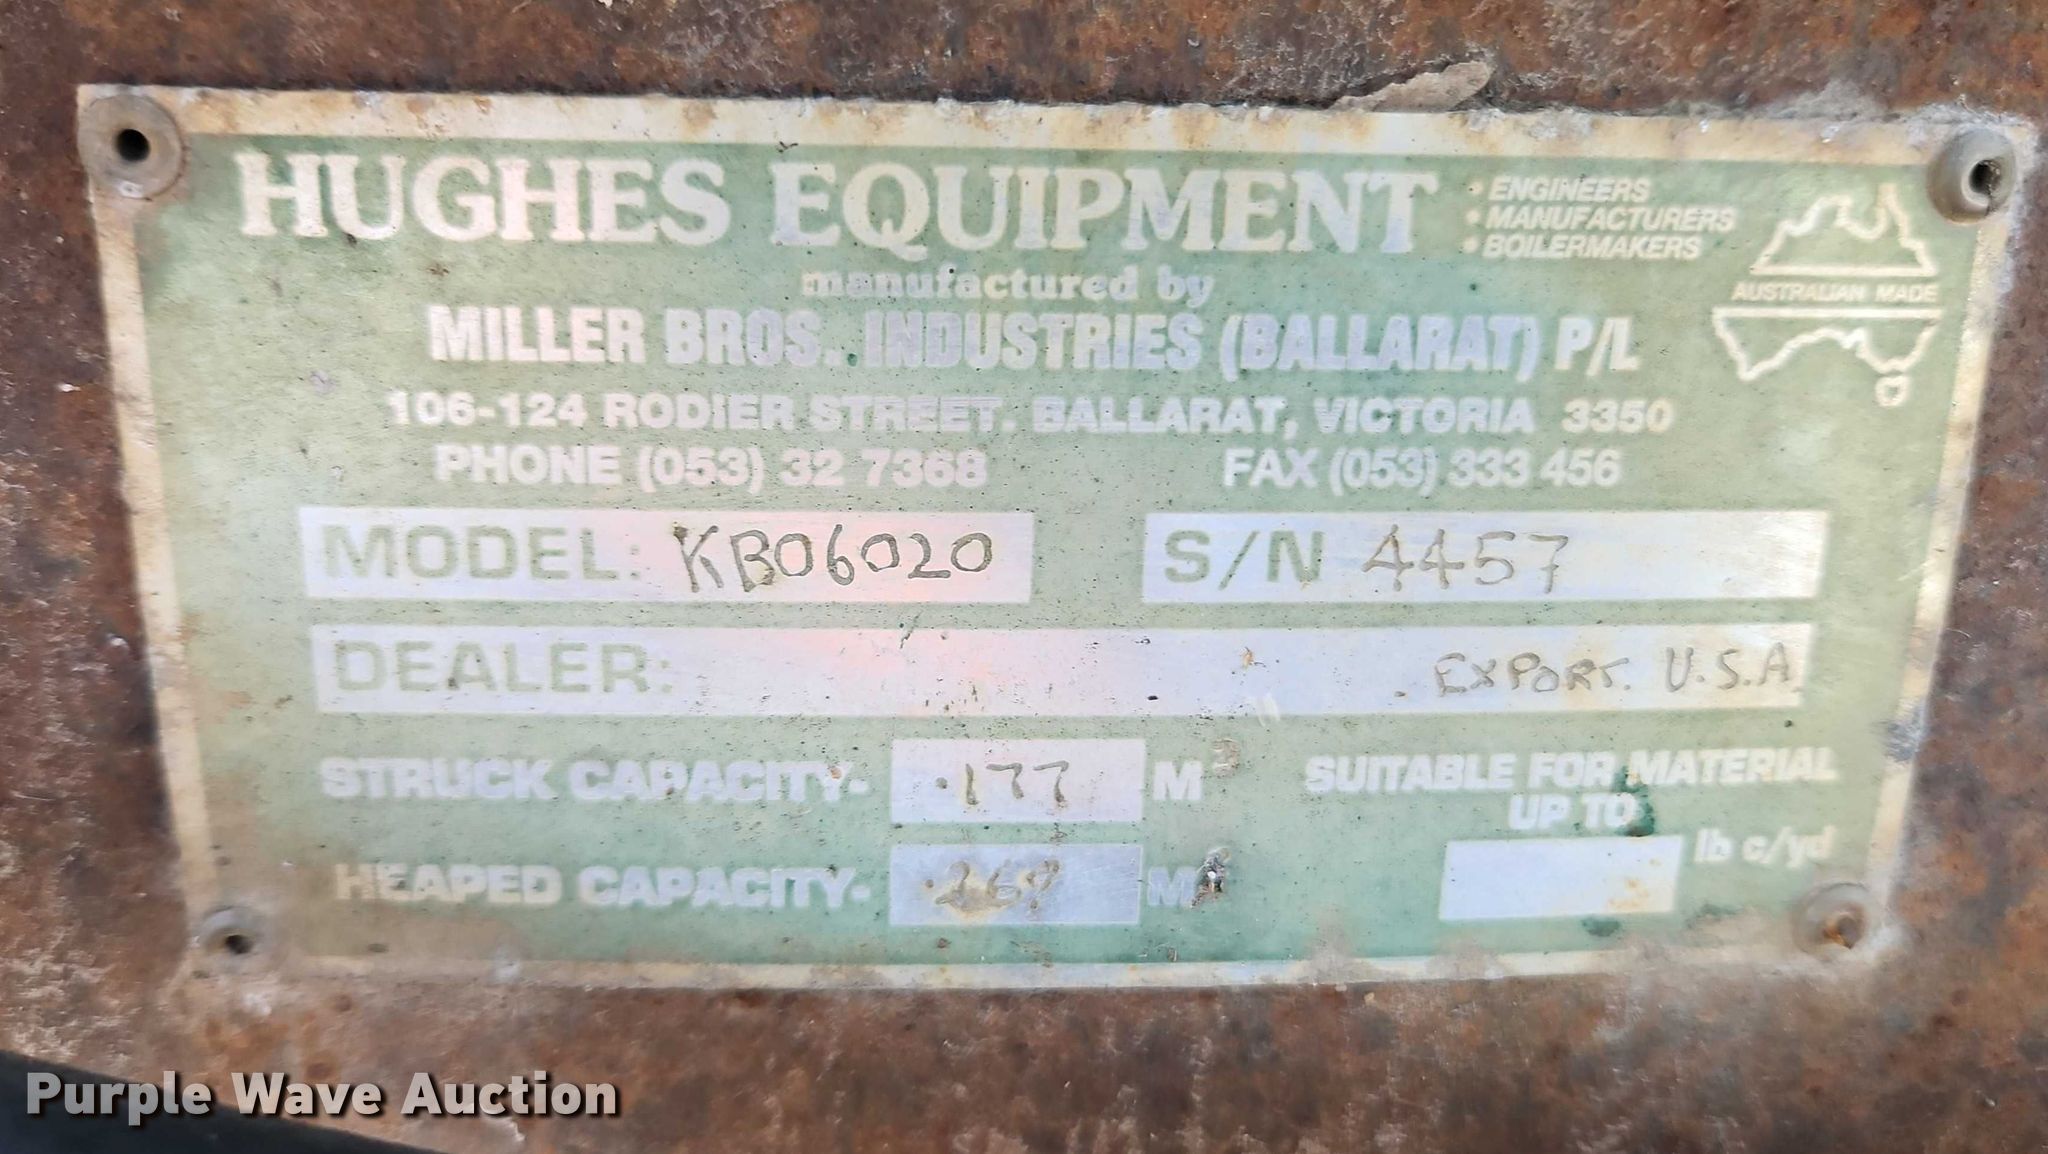 HUGHES EQUIPMENT
• ENGINEERS
• MANUFACTURERS
• BOILERMAKERS
AUSTRALIAN MADE
manufactured by
MILLER BROS. INDUSTRIES (BALLARAT) P/L
106-124 RODIER STREET. BALLARAT, VICTORIA 3350
PHONE (053) 32 7368 FAX (053) 333 456
MODEL: KB06020 S/N 4457
DEALER: EXPORT. U.S.A
STRUCK CAPACITY- .177 M³
SUITABLE FOR MATERIAL
UP TO
lb c/yd
HEAPED CAPACITY- M³
Purple Wave Auction